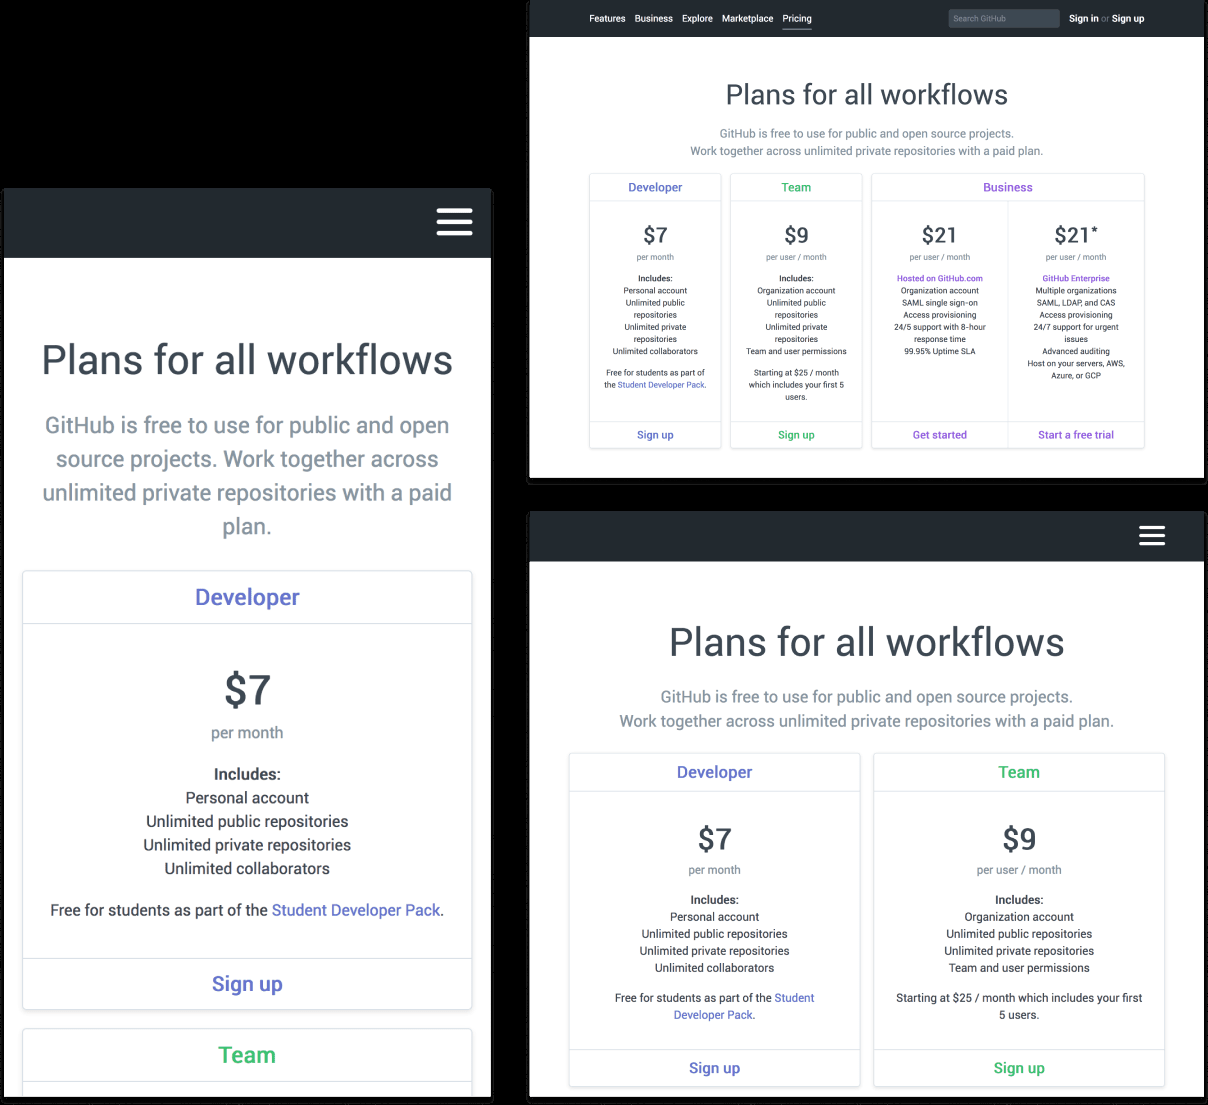 Plans for all workflows
GitHub is free to use for public and open
source projects. Work together across
unlimited private repositories with a paid
plan.
Developer
$7
per month
Includes:
Personal account
Unlimited public repositories
Unlimited private repositories
Unlimited collaborators
Free for students as part of the Student Developer Pack.
Sign up
Team
Features Business Explore Marketplace Pricing Search GitHub Sign in or Sign up
Plans for all workflows
GitHub is free to use for public and open source projects.
Work together across unlimited private repositories with a paid plan.
Developer
$7
per month
Includes:
Personal account
Unlimited public
repositories
Unlimited private
repositories
Unlimited collaborators
Free for students as part of
the Student Developer Pack.
Sign up
Team
$9
per user / month
Includes:
Organization account
Unlimited public
repositories
Unlimited private
repositories
Team and user permissions
Starting at $25 / month
which includes your first 5
users.
Sign up
Business
$21
per user / month
Hosted on GitHub.com
Organization account
SAML single sign-on
Access provisioning
24/5 support with 8-hour
response time
99.95% Uptime SLA
Get started
$21*
per user / month
GitHub Enterprise
Multiple organizations
SAML, LDAP, and CAS
Access provisioning
24/7 support for urgent
issues
Advanced auditing
Host on your servers, AWS,
Azure, or GCP
Start a free trial
Plans for all workflows
GitHub is free to use for public and open source projects.
Work together across unlimited private repositories with a paid plan.
Developer
$7
per month
Includes:
Personal account
Unlimited public repositories
Unlimited private repositories
Unlimited collaborators
Free for students as part of the Student
Developer Pack.
Sign up
Team
$9
per user / month
Includes:
Organization account
Unlimited public repositories
Unlimited private repositories
Team and user permissions
Starting at $25 / month which includes your first
5 users.
Sign up